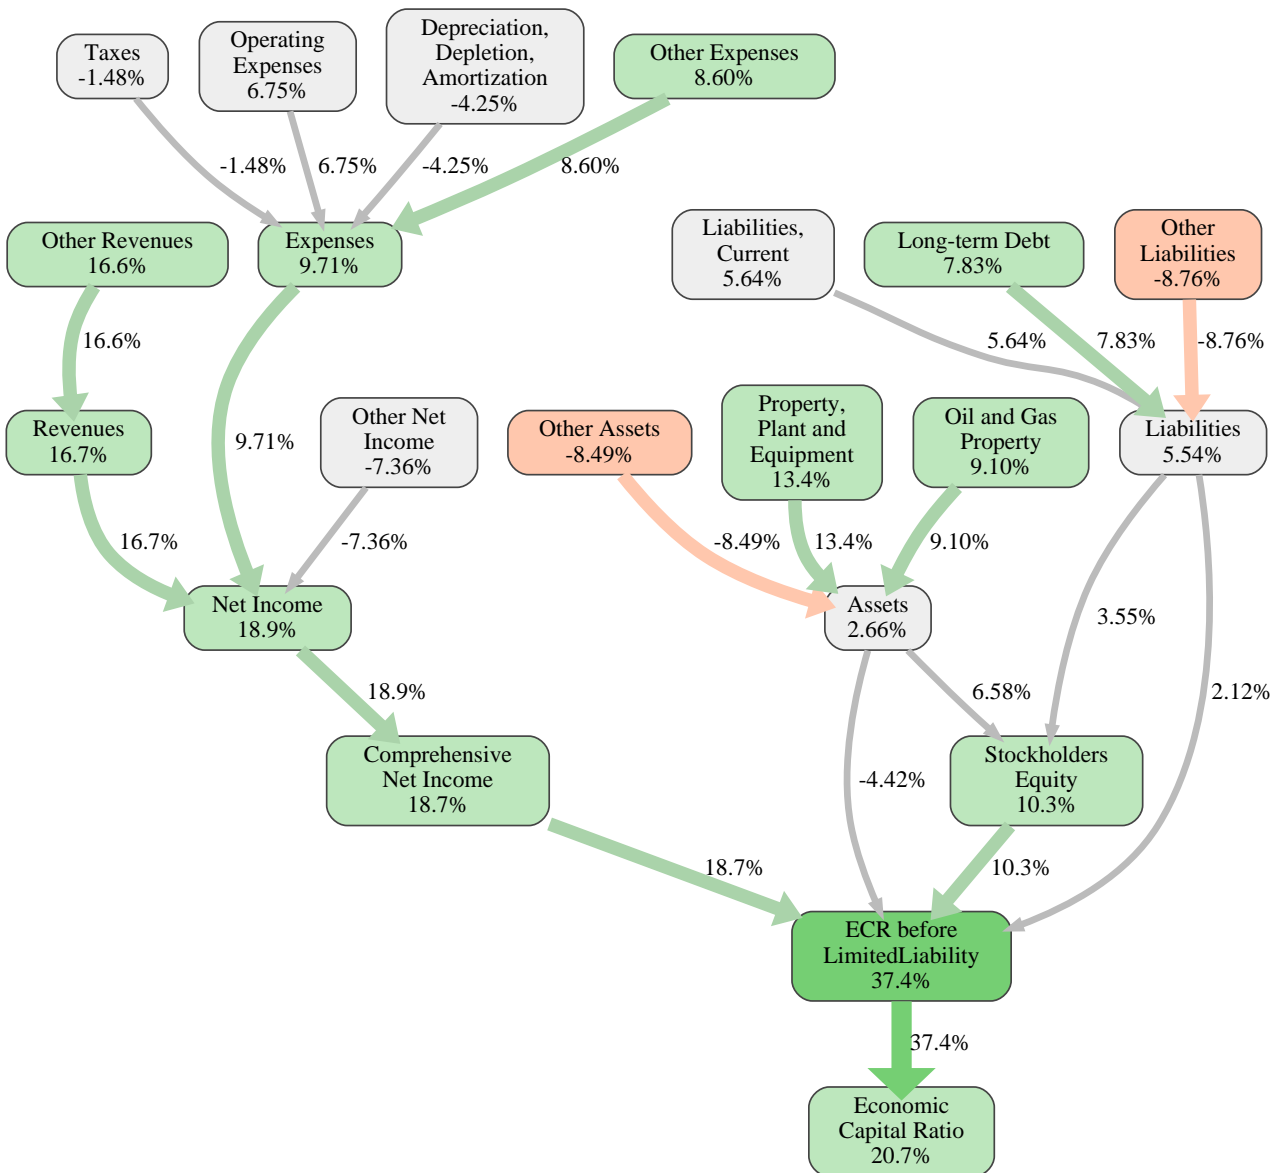 Taxes
-1.48%
Operating
Expenses
6.75%
Depreciation,
Depletion,
Amortization
-4.25%
Other Expenses
8.60%
-1.48%
6.75%
-4.25%
8.60%
Other Revenues
16.6%
Expenses
9.71%
Liabilities,
Current
5.64%
Long-term Debt
7.83%
Other
Liabilities
-8.76%
16.6%
5.64%
7.83%
-8.76%
Revenues
16.7%
9.71%
Other Net
Income
-7.36%
Other Assets
-8.49%
Property,
Plant and
Equipment
13.4%
Oil and Gas
Property
9.10%
Liabilities
5.54%
16.7%
-7.36%
-8.49%
13.4%
9.10%
Net Income
18.9%
Assets
2.66%
3.55%
18.9%
6.58%
2.12%
Comprehensive
Net Income
18.7%
-4.42%
Stockholders
Equity
10.3%
18.7%
10.3%
ECR before
LimitedLiability
37.4%
37.4%
Economic
Capital Ratio
20.7%